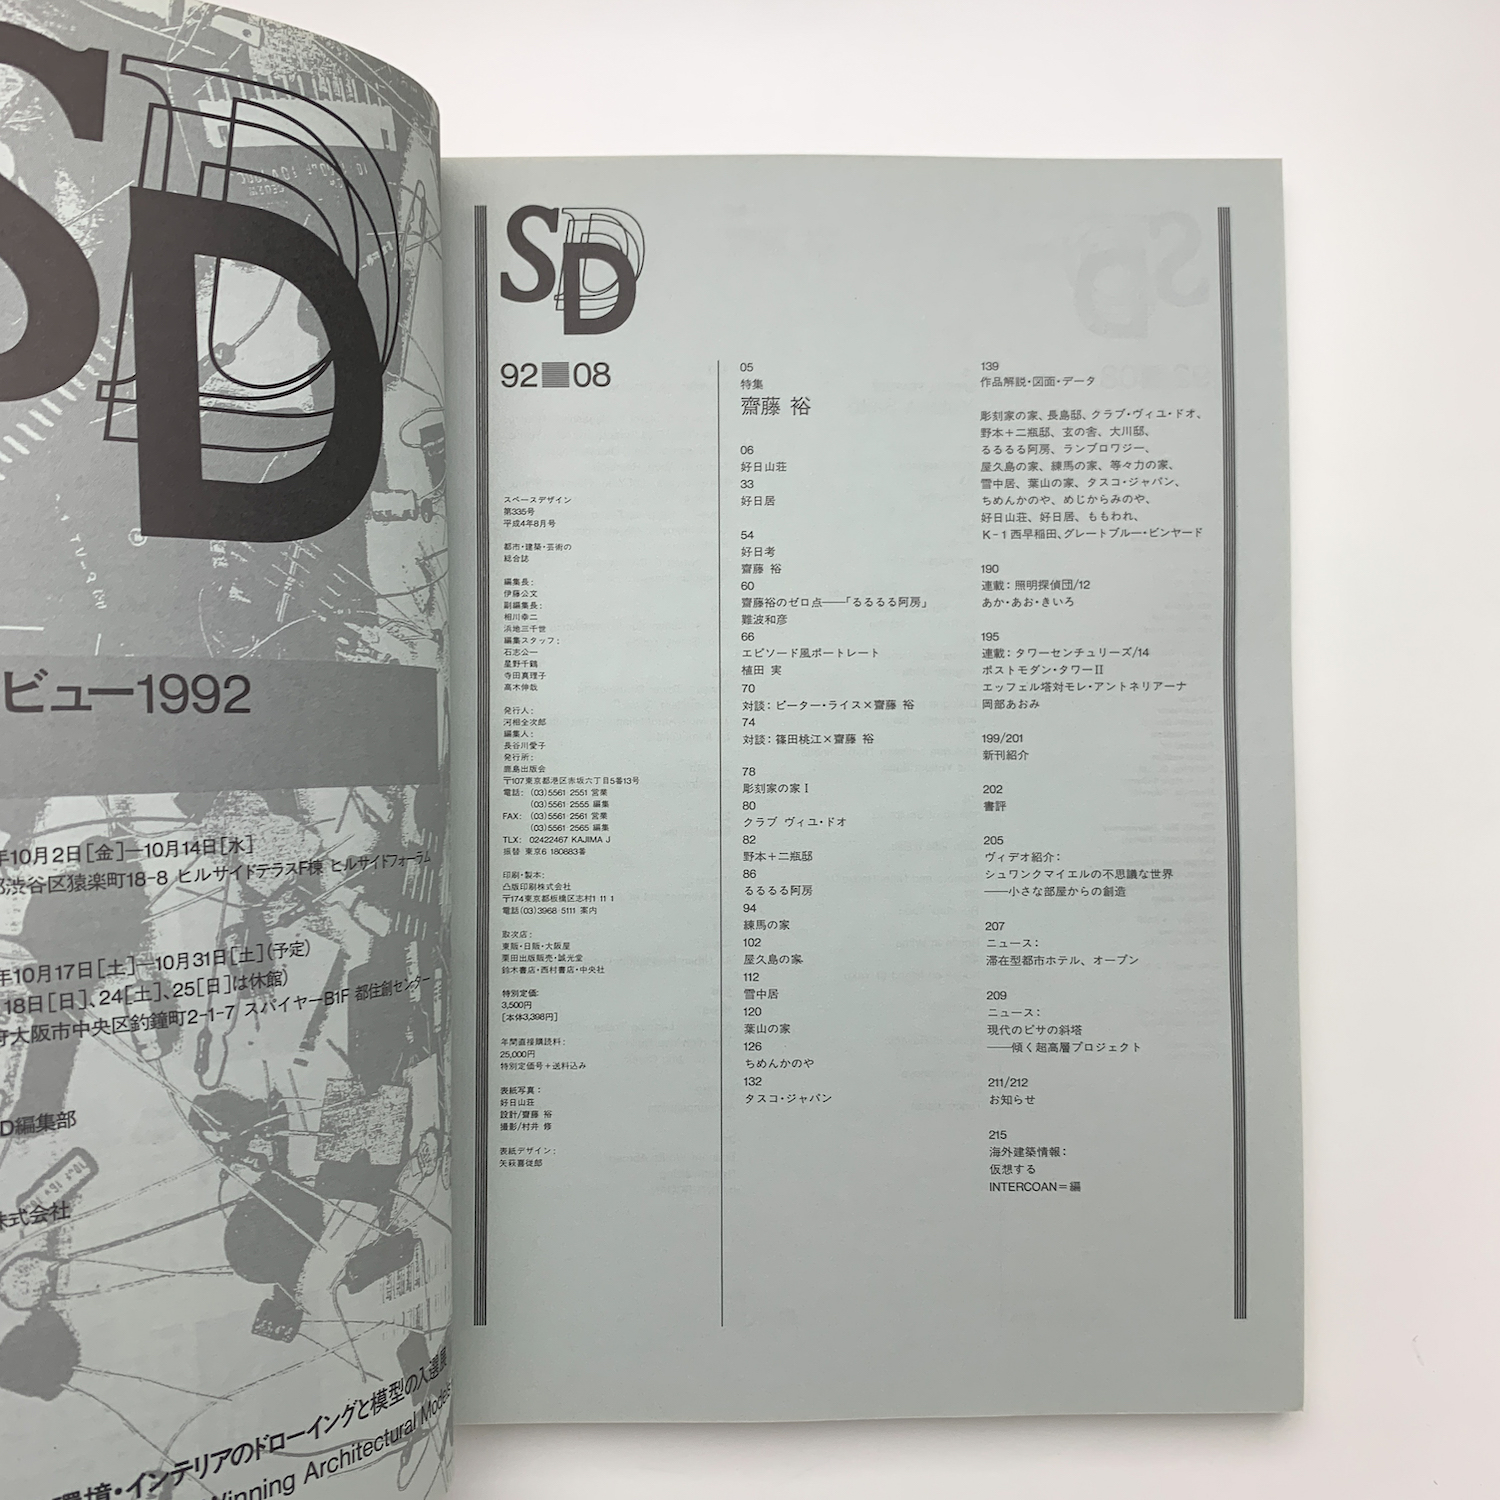 SD
ビュー1992
年10月2日[金]—10月14日[水]
渋谷区猿楽町18-8 ヒルサイドテラスF棟 ヒルサイドフォーラム
年10月17日[土]—10月31日[土](予定)
18日[日]、24[土]、25[日]は休館)
大阪市中央区釣鐘町2-1-7 スパイヤーB1F 都住創センター
D編集部
株式会社
環境・インテリアのドローイングと模型の入選展
Winning Architectural Models
SD
92 08
スペースデザイン
第335号
平成4年8月号
都市・建築・芸術の
総合誌
編集長:
伊藤公文
副編集長:
相川幸二
浜地三千世
編集スタッフ:
石志公一
星野千鶴
寺田真理子
高木伸哉
発行人:
河相全次郎
編集人:
長谷川愛子
発行所:
鹿島出版会
〒107東京都港区赤坂六丁目5番13号
電話: (03)5561 2551 営業
(03)5561 2555 編集
FAX: (03)5561 2561 営業
(03)5561 2565 編集
TLX: 02422467 KAJIMA J
振替 東京6 180883番
印刷・製本:
凸版印刷株式会社
〒174東京都板橋区志村1 11 1
電話(03)3968 5111 案内
取次店:
東販・日販・大阪屋
栗田出版販売・誠光堂
鈴木書店・西村書店・中央社
特別定価:
3,500円
[本体3,398円]
年間直接購読料:
25,000円
特別定価号+送料込み
表紙写真:
好日山荘
設計/齋藤 裕
撮影/村井 修
表紙デザイン:
矢萩喜従郎
05
特集
齋藤 裕
06
好日山荘
33
好日居
54
好日考
齋藤 裕
60
齋藤裕のゼロ点——「るるるる阿房」
難波和彦
66
エピソード風ポートレート
植田 実
70
対談:ピーター・ライス×齋藤 裕
74
対談:篠田桃江×齋藤 裕
78
彫刻家の家Ⅰ
80
クラブ ヴィユ・ドオ
82
野本+二瓶邸
86
るるるる阿房
94
練馬の家
102
屋久島の家
112
雪中居
120
葉山の家
126
ちめんかのや
132
タスコ・ジャパン
139
作品解説・図面・データ
彫刻家の家、長島邸、クラブ・ヴィユ・ドオ、
野本+二瓶邸、玄の舎、大川邸、
るるるる阿房、ランブロワジー、
屋久島の家、練馬の家、等々力の家、
雪中居、葉山の家、タスコ・ジャパン、
ちめんかのや、めじからみのや、
好日山荘、好日居、ももわれ、
K-1西早稲田、グレートブルー・ビンヤード
190
連載:照明探偵団/12
あか・あお・きいろ
195
連載:タワーセンチュリーズ/14
ポストモダン・タワーⅡ
エッフェル塔対モレ・アントネリアーナ
岡部あおみ
199/201
新刊紹介
202
書評
205
ヴィデオ紹介:
シュワンクマイエルの不思議な世界
——小さな部屋からの創造
207
ニュース:
滞在型都市ホテル、オープン
209
ニュース:
現代のピサの斜塔
——傾く超高層プロジェクト
211/212
お知らせ
215
海外建築情報:
仮想する
INTERCOAN=編